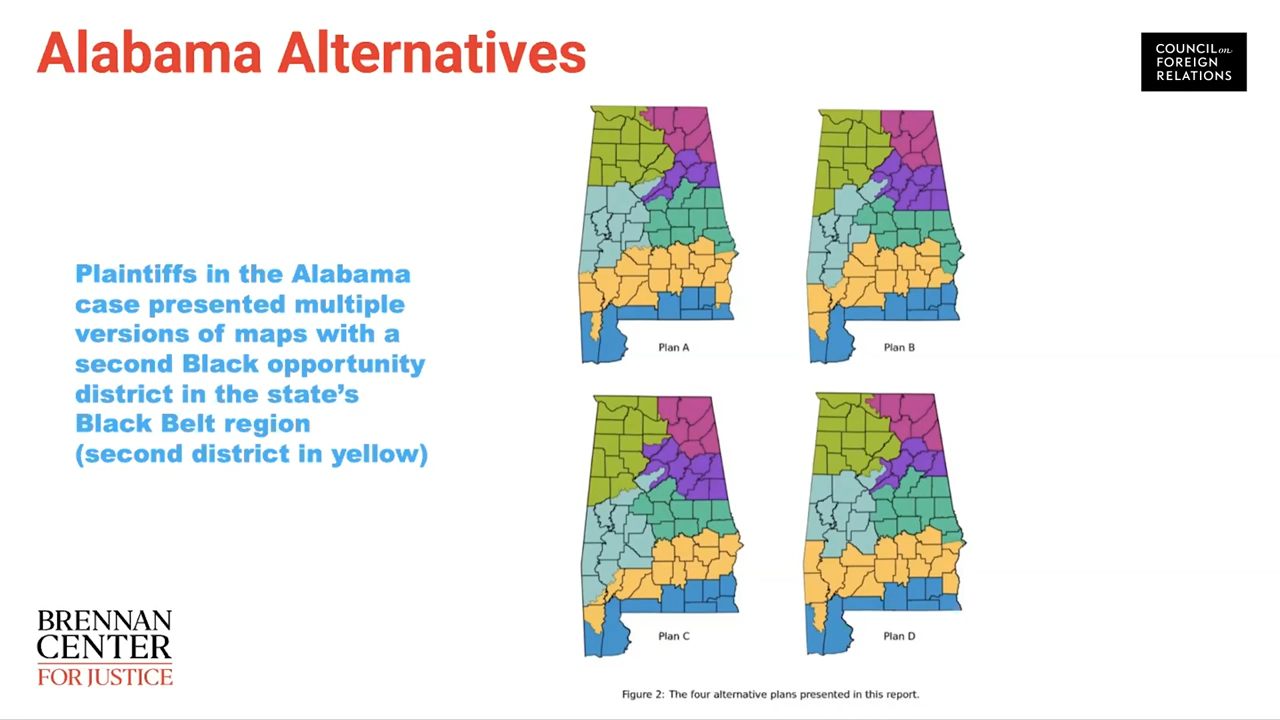 Alabama Alternatives
COUNCIL on
FOREIGN
RELATIONS
Plaintiffs in the Alabama
case presented multiple
versions of maps with a
second Black opportunity
district in the state’s
Black Belt region
(second district in yellow)
Plan A
Plan B
Plan C
Plan D
BRENNAN
CENTER
FOR JUSTICE
Figure 2: The four alternative plans presented in this report.